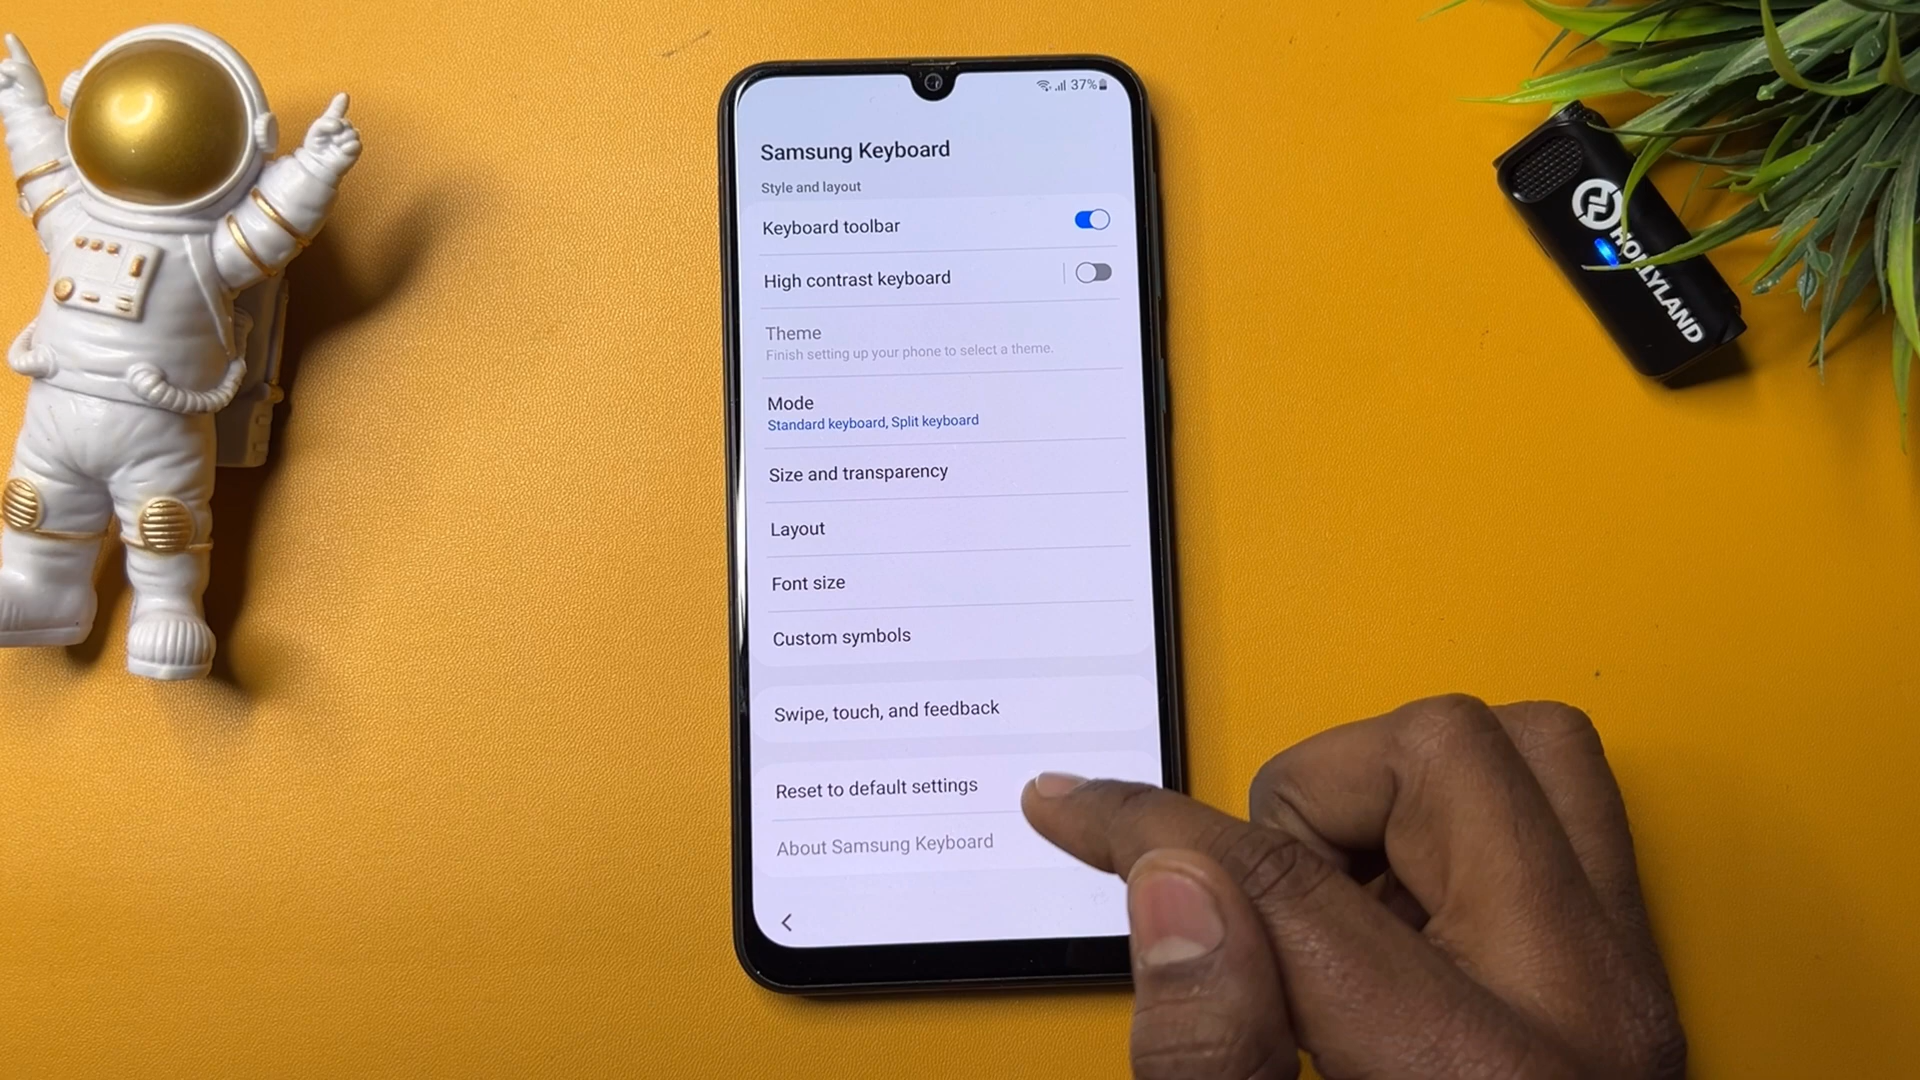 37%
Samsung Keyboard
Style and layout
Keyboard toolbar
High contrast keyboard
Theme
Finish setting up your phone to select a theme.
Mode
Standard keyboard, Split keyboard
Size and transparency
Layout
Font size
Custom symbols
Swipe, touch, and feedback
Reset to default settings
About Samsung Keyboard
HOLLYLAND